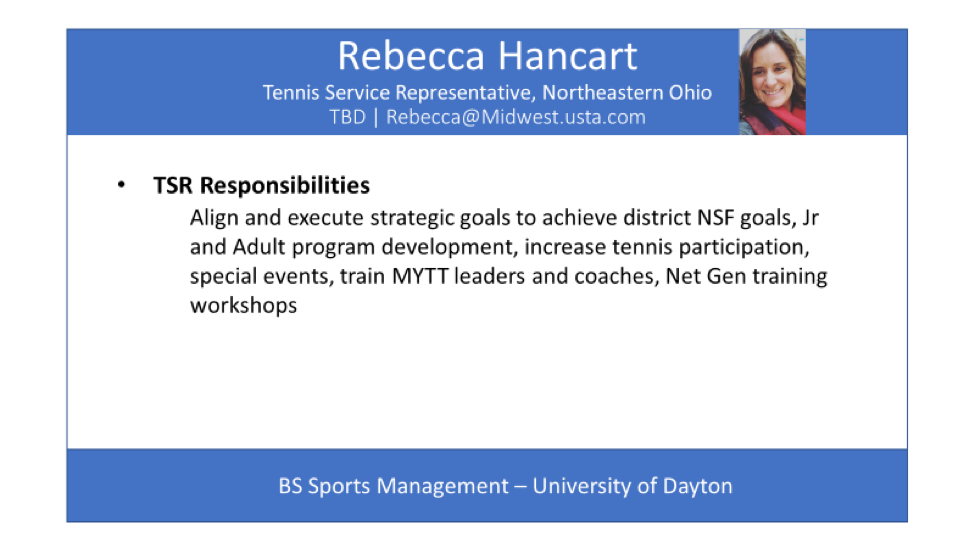 Rebecca Hancart
Tennis Service Representative, Northeastern Ohio
TBD | Rebecca@Midwest.usta.com
• TSR Responsibilities
Align and execute strategic goals to achieve district NSF goals, Jr
and Adult program development, increase tennis participation,
special events, train MYTT leaders and coaches, Net Gen training
workshops
BS Sports Management – University of Dayton